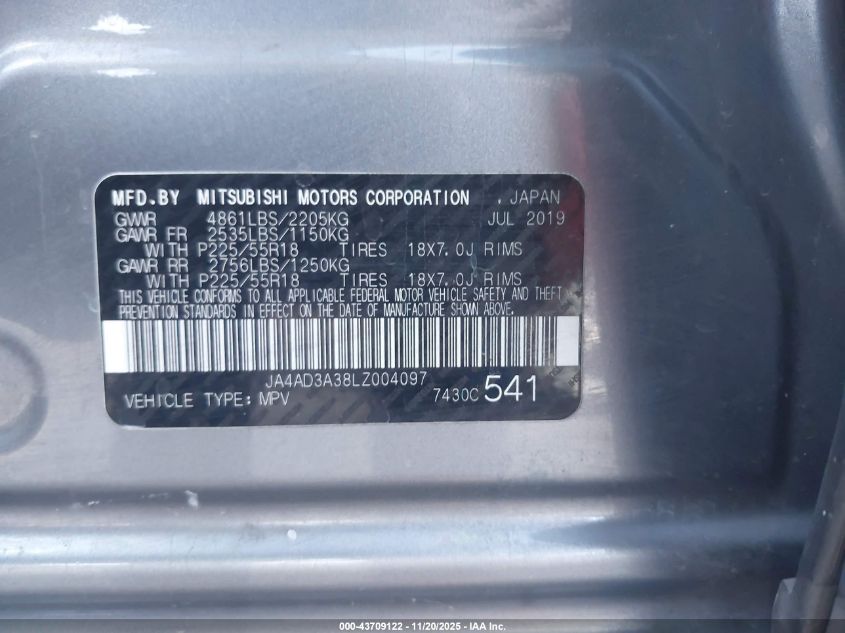 MFD.BY MITSUBISHI MOTORS CORPORATION , JAPAN
GVWR 4861LBS/2205KG JUL 2019
GAWR FR 2535LBS/1150KG
WITH P225/55R18 TIRES 18X7.0J RIMS
GAWR RR 2756LBS/1250KG
WITH P225/55R18 TIRES 18X7.0J RIMS
THIS VEHICLE CONFORMS TO ALL APPLICABLE FEDERAL MOTOR VEHICLE SAFETY AND THEFT
PREVENTION STANDARDS IN EFFECT ON THE DATE OF MANUFACTURE SHOWN ABOVE.
JA4AD3A38LZ004097
VEHICLE TYPE: MPV 7430C 541
000-43709122 — 11/20/2025 — IAA Inc.